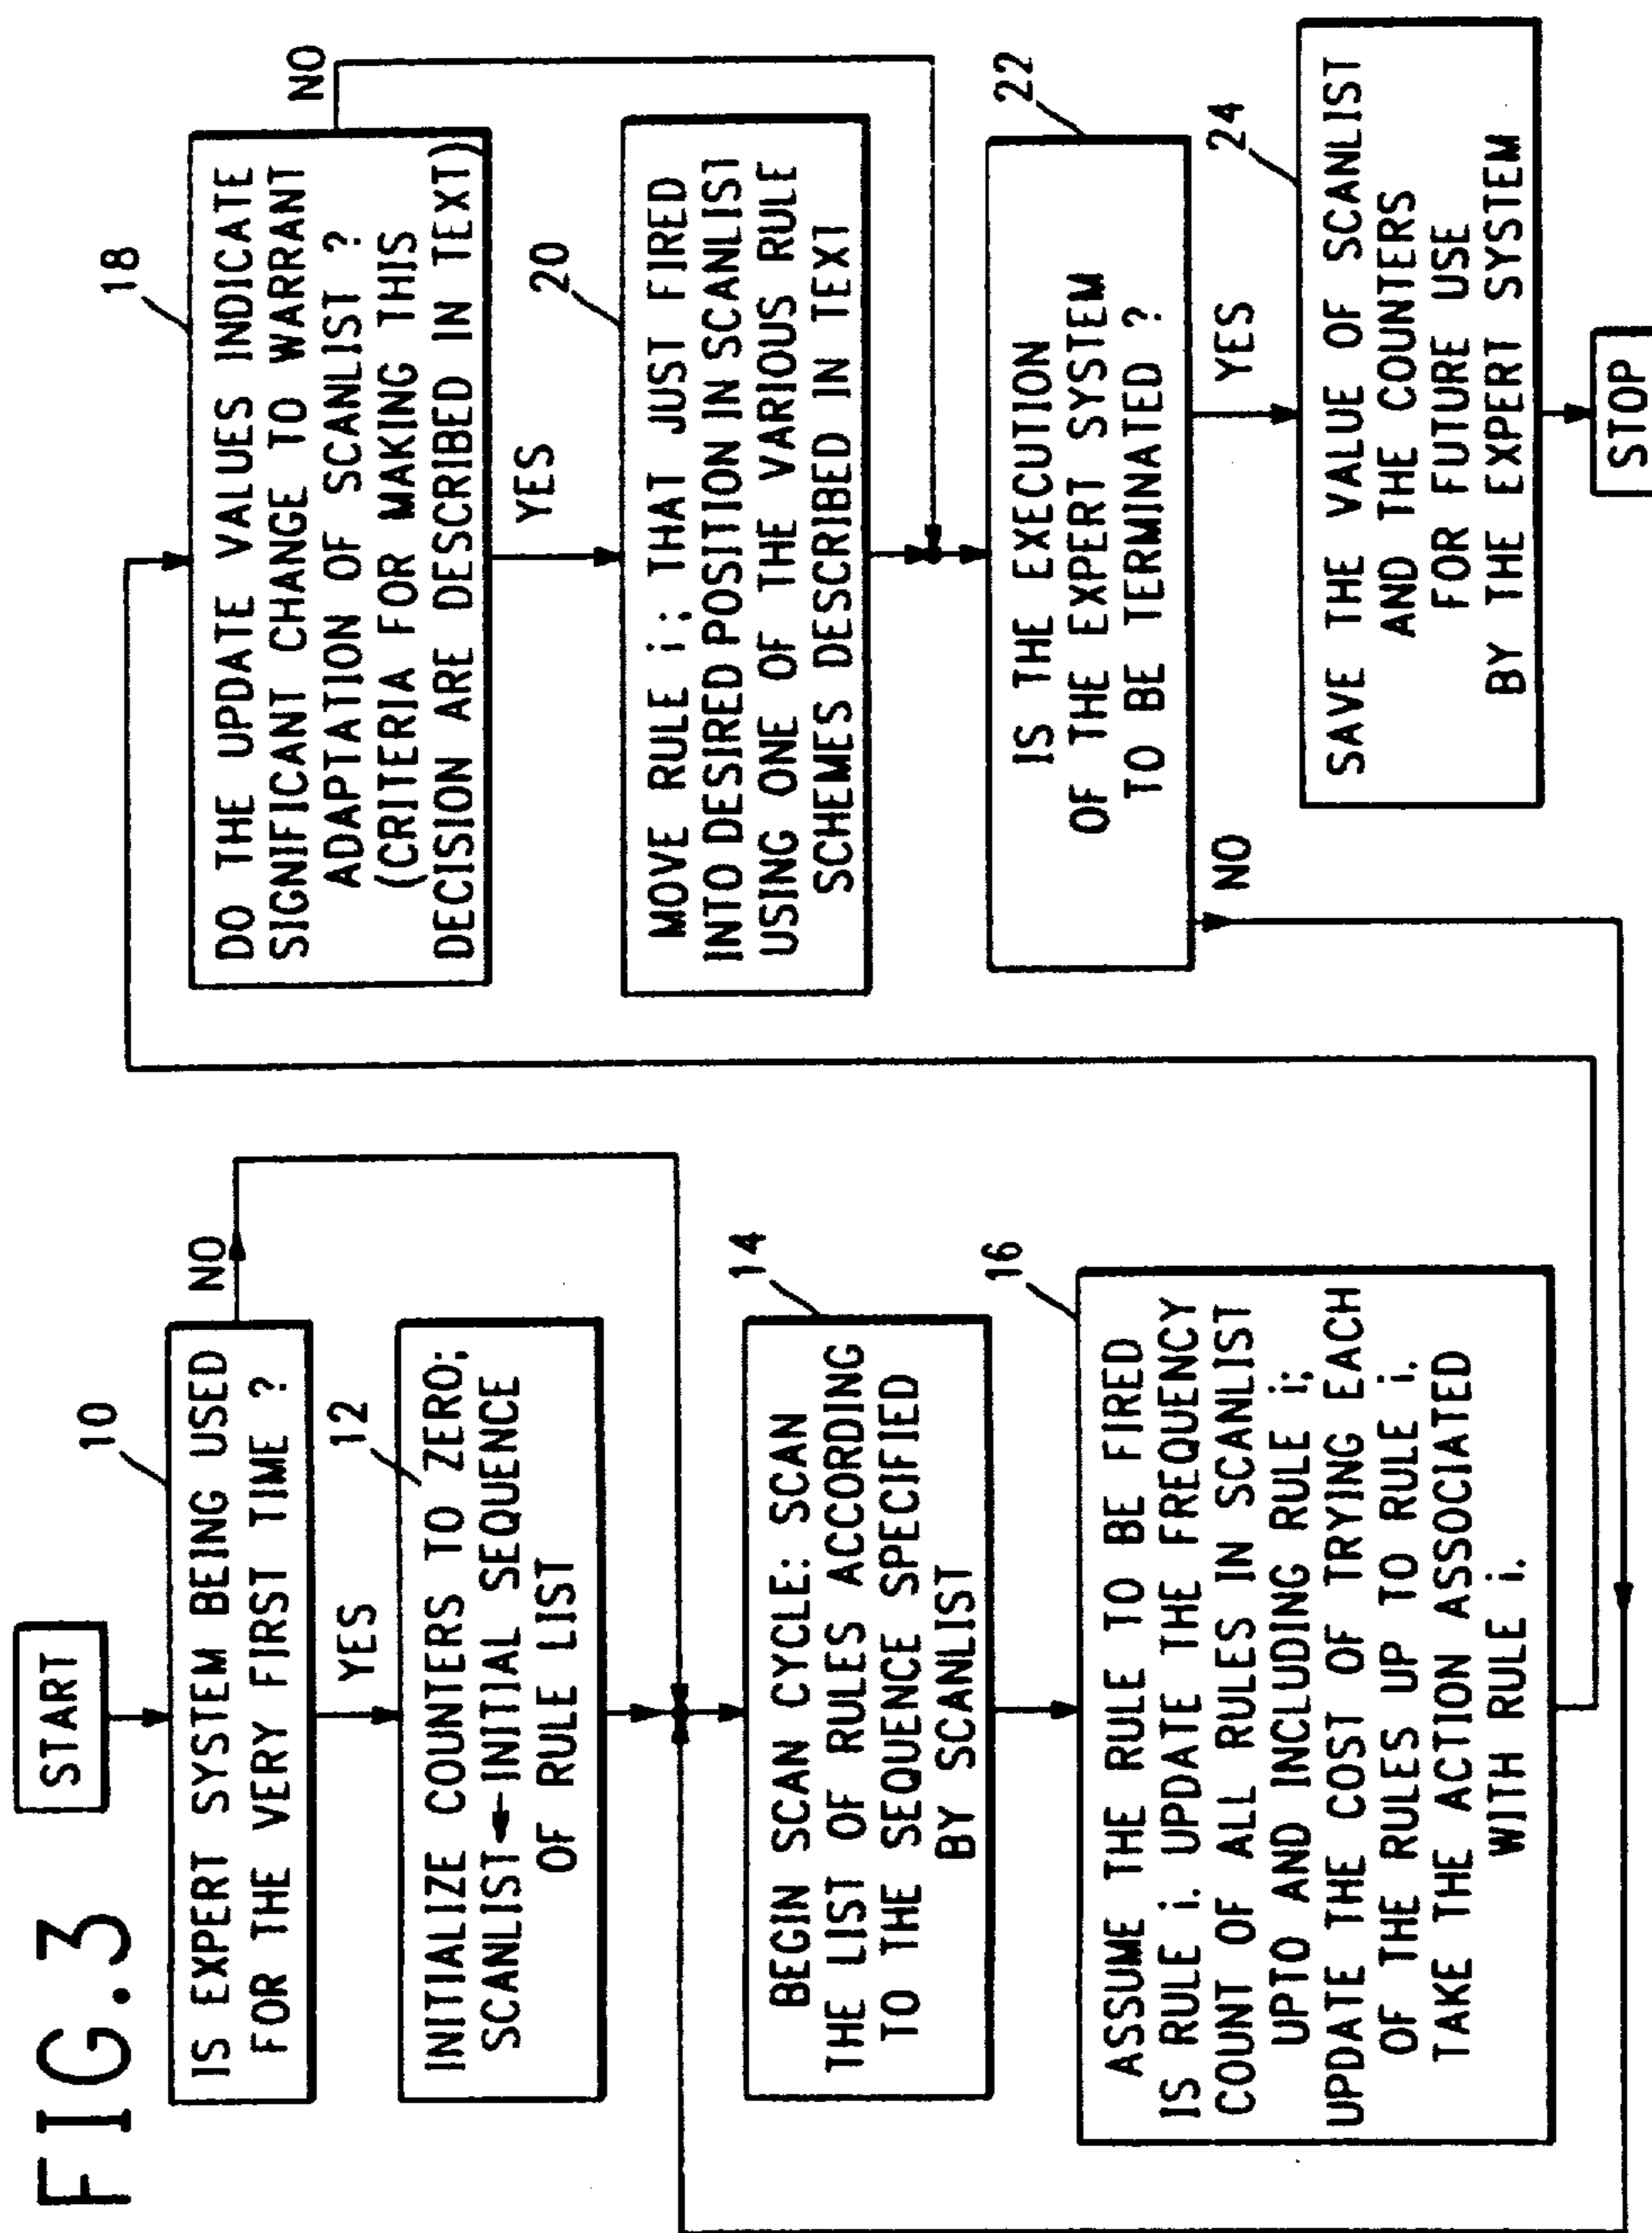 FIG.3
START
10
IS EXPERT SYSTEM BEING USED
FOR THE VERY FIRST TIME ?
NO
YES
12
INITIALIZE COUNTERS TO ZERO;
SCANLIST←INITIAL SEQUENCE
OF RULE LIST
14
BEGIN SCAN CYCLE: SCAN
THE LIST OF RULES ACCORDING
TO THE SEQUENCE SPECIFIED
BY SCANLIST
16
ASSUME THE RULE TO BE FIRED
IS RULE i. UPDATE THE FREQUENCY
COUNT OF ALL RULES IN SCANLIST
UPTO AND INCLUDING RULE i;
UPDATE THE COST OF TRYING EACH
OF THE RULES UP TO RULE i.
TAKE THE ACTION ASSOCIATED
WITH RULE i.
18
DO THE UPDATE VALUES INDICATE
SIGNIFICANT CHANGE TO WARRANT
ADAPTATION OF SCANLIST ?
(CRITERIA FOR MAKING THIS
DECISION ARE DESCRIBED IN TEXT)
NO
YES
20
MOVE RULE i; THAT JUST FIRED
INTO DESIRED POSITION IN SCANLIST
USING ONE OF THE VARIOUS RULE
SCHEMES DESCRIBED IN TEXT
22
IS THE EXECUTION
OF THE EXPERT SYSTEM
TO BE TERMINATED ?
NO
YES
24
SAVE THE VALUE OF SCANLIST
AND THE COUNTERS
FOR FUTURE USE
BY THE EXPERT SYSTEM
STOP